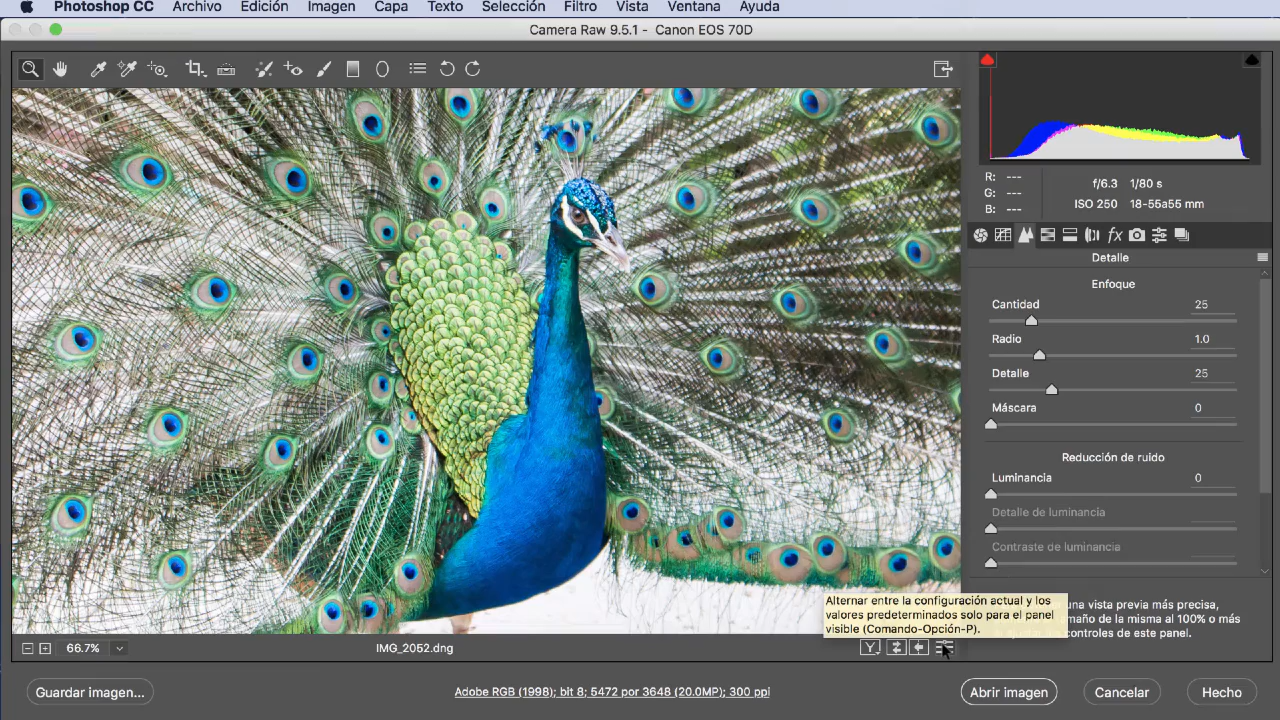 Photoshop CC Archivo Edición Imagen Capa Texto Selección Filtro Vista Ventana Ayuda
Camera Raw 9.5.1 - Canon EOS 70D
R: ---
G: ---
B: ---
f/6.3 1/80 s
ISO 250 18-55a55 mm
fx
Detalle
Enfoque
Cantidad 25
Radio 1.0
Detalle 25
Máscara 0
Reducción de ruido
Luminancia 0
Detalle de luminancia
Contraste de luminancia
Alternar entre la configuración actual y los
valores predeterminados solo para el panel
visible (Comando-Opción-P).
una vista previa más precisa,
maño de la misma al 100% o más
controles de este panel.
66.7%
IMG_2052.dng
Y
Guardar imagen...
Adobe RGB (1998); bit 8; 5472 por 3648 (20.0MP); 300 ppi
Abrir imagen
Cancelar
Hecho